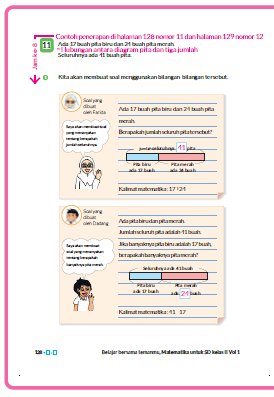 Contoh penerapan di halaman 128 nomor 11 dan halaman 129 nomor 12
Jam ke-8
11
Ada 17 buah pita biru dan 24 buah pita merah.
* Hubungan antara diagram pita dan tiga jumlah
Seluruhnya ada 41 buah pita.
Kita akan membuat soal menggunakan bilangan bilangan tersebut.
Soal yang
dibuat
oleh Farida
Saya akan membuat soal
yang menanyakan
tentang banyaknya
jumlah seluruhnya.
Ada 17 buah pita biru dan 24 buah pita
merah.
Berapakah jumlah seluruh pita tersebut?
41
pita
Pita biru
ada 17 buah
Pita merah
ada 24 buah
Kalimat matematika: 17 +24
Soal yang
dibuat
oleh Dadang
Saya akan membuat
soal yang menanyakan
tentang banyaknya
banyaknya pita merah.
Ada pita biru dan pita merah.
Jumlah seluruh pita adalah 41 buah.
Jika banyaknya pita biru adalah 17 buah,
berapakah banyaknya pita merah?
Seluruhnya ada 41 buah
Pita biru
ada 17 buah
Pita merah
ada 24 buah
Kalimat matematika: 41 17
128
Belajar bersama temanmu, Matematika untuk SD kelas II Vol 1